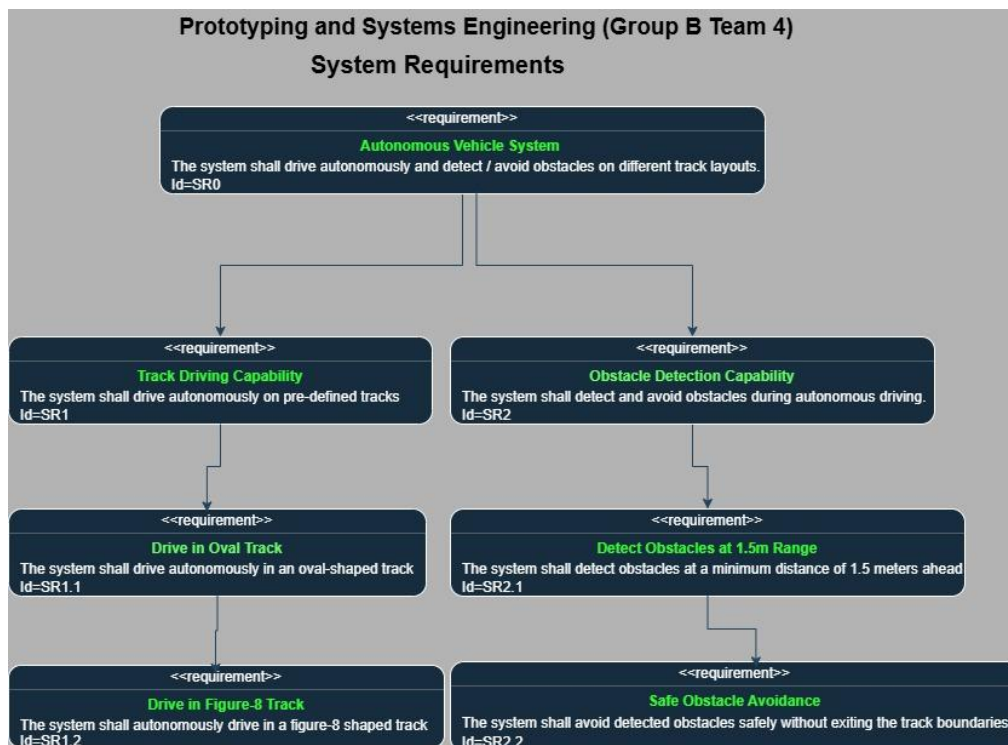 Prototyping and Systems Engineering (Group B Team 4)
System Requirements
<<requirement>>
Autonomous Vehicle System
The system shall drive autonomously and detect / avoid obstacles on different track layouts.
Id=SR0
<<requirement>>
Track Driving Capability
The system shall drive autonomously on pre-defined tracks
Id=SR1
<<requirement>>
Obstacle Detection Capability
The system shall detect and avoid obstacles during autonomous driving.
Id=SR2
<<requirement>>
Drive in Oval Track
The system shall drive autonomously in an oval-shaped track
Id=SR1.1
<<requirement>>
Detect Obstacles at 1.5m Range
The system shall detect obstacles at a minimum distance of 1.5 meters ahead
Id=SR2.1
<<requirement>>
Drive in Figure-8 Track
The system shall autonomously drive in a figure-8 shaped track
Id=SR1.2
<<requirement>>
Safe Obstacle Avoidance
The system shall avoid detected obstacles safely without exiting the track boundaries
Id=SR2.2